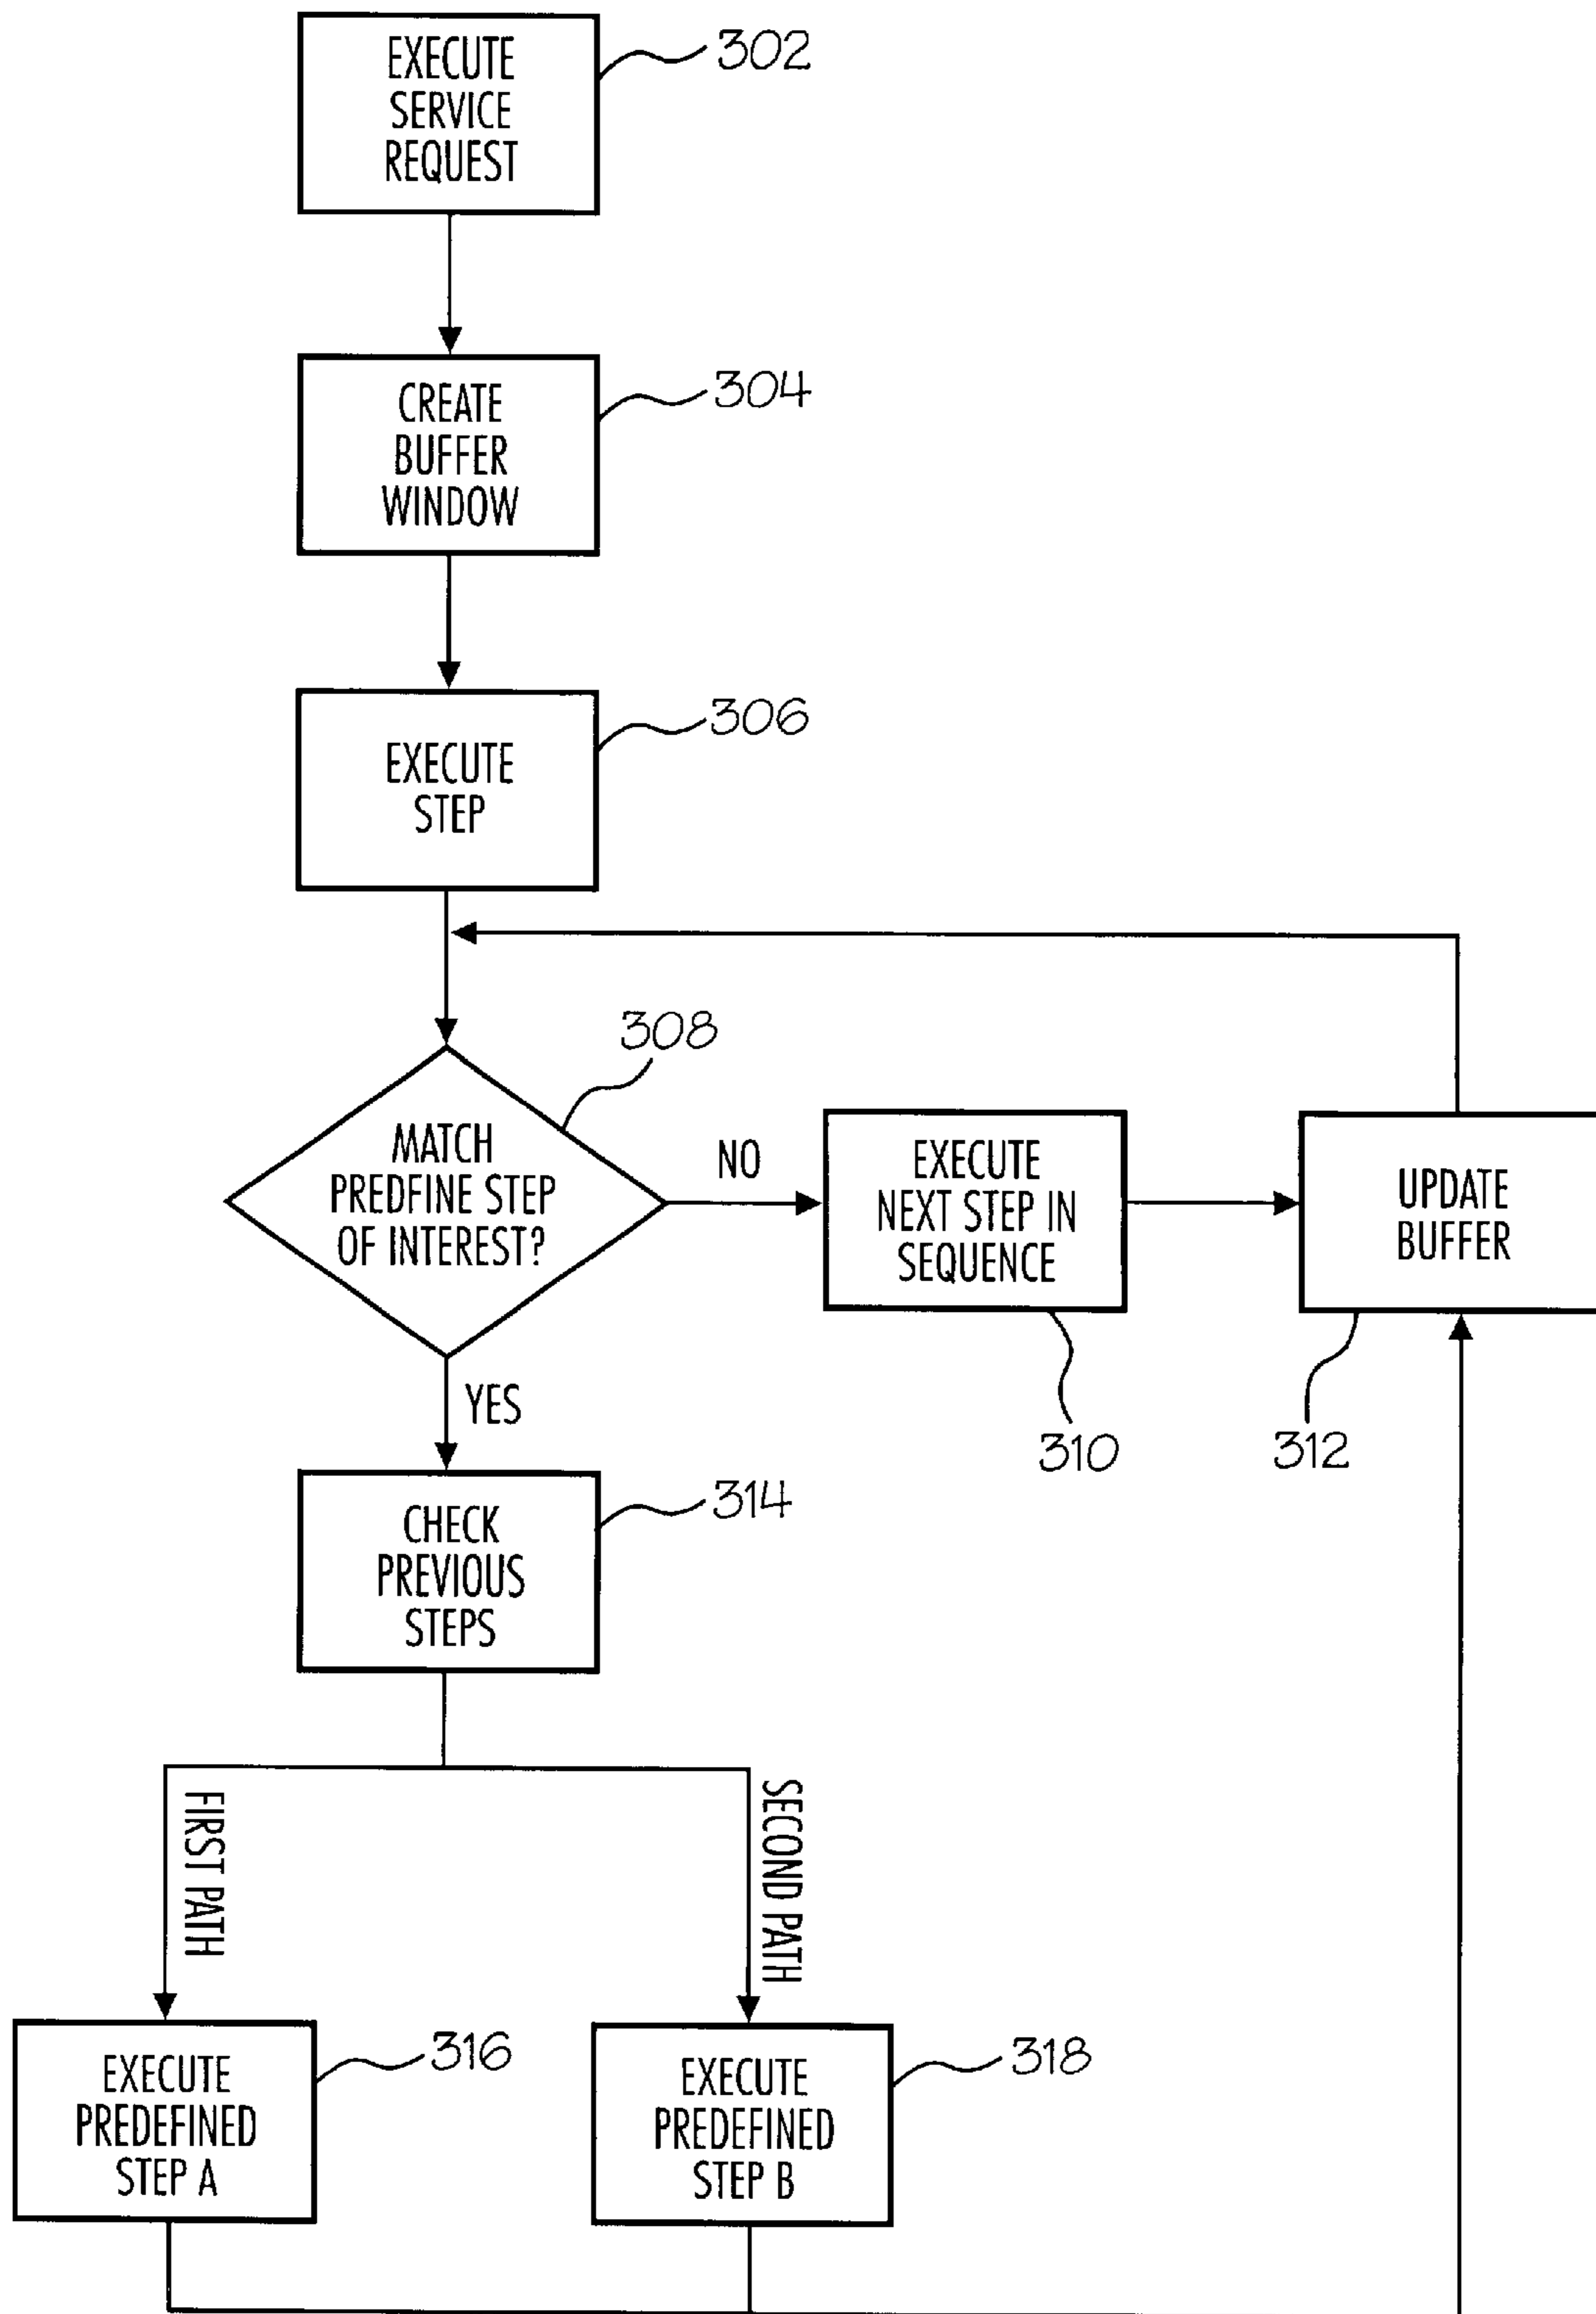 EXECUTE
SERVICE
REQUEST
302
CREATE
BUFFER
WINDOW
304
EXECUTE
STEP
306
308
MATCH
PREDFINE STEP
OF INTEREST?
NO
EXECUTE
NEXT STEP IN
SEQUENCE
310
UPDATE
BUFFER
312
YES
CHECK
PREVIOUS
STEPS
314
FIRST PATH
SECOND PATH
EXECUTE
PREDEFINED
STEP A
316
EXECUTE
PREDEFINED
STEP B
318